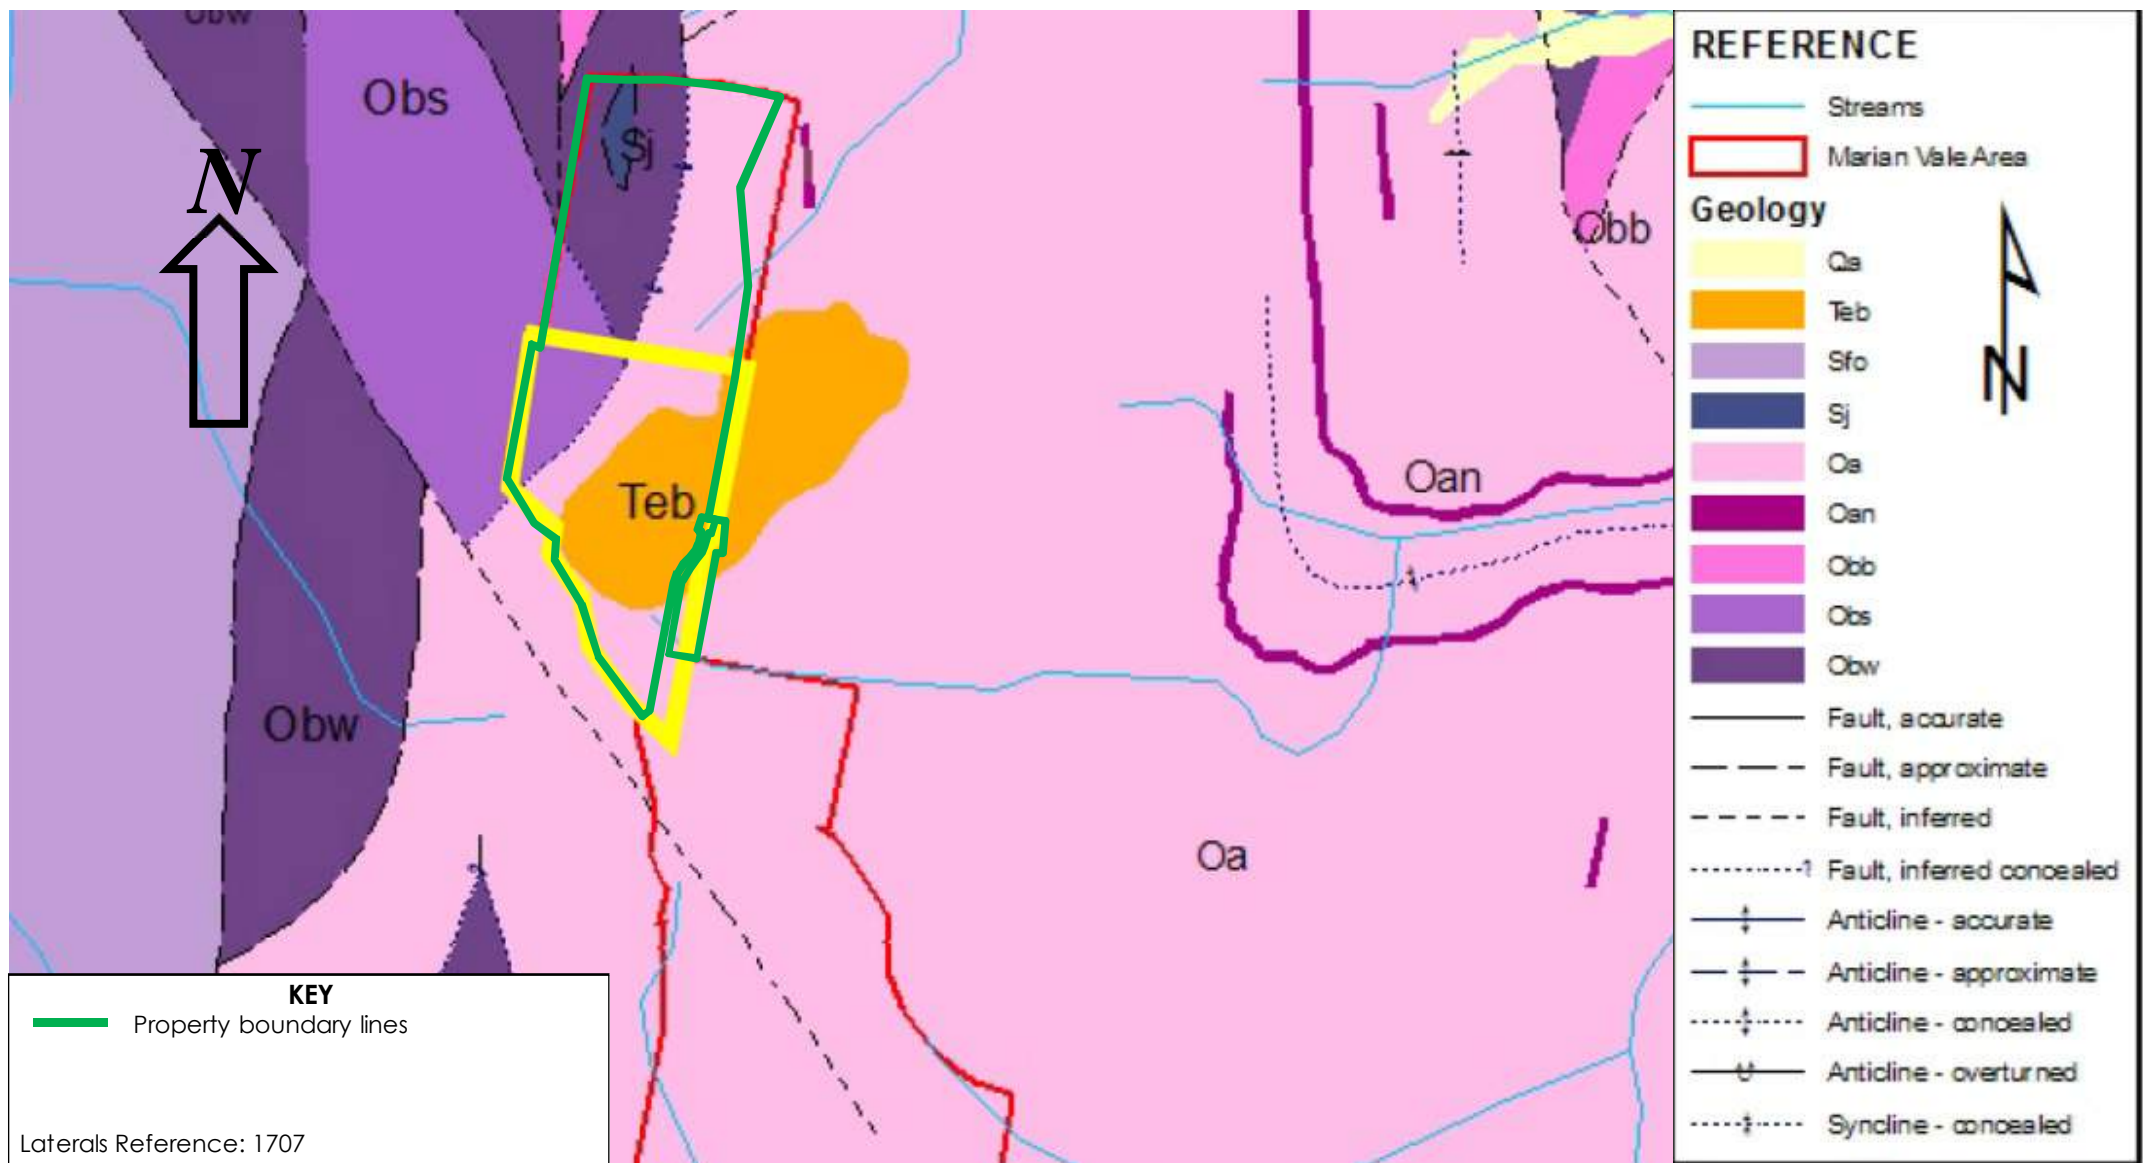 Obw
Obs
N
Sj
Teb
Obw
Obb
Oan
Oa
KEY
Property boundary lines
Laterals Reference: 1707
REFERENCE
Streams
Marian Vale Area
Geology
Qa
Teb
Sfo
Sj
Oa
Oan
Obb
Obs
Obw
N
Fault, accurate
Fault, approximate
Fault, inferred
Fault, inferred concealed
Anticline - accurate
Anticline - approximate
Anticline - concealed
Anticline - overturned
Syncline - concealed